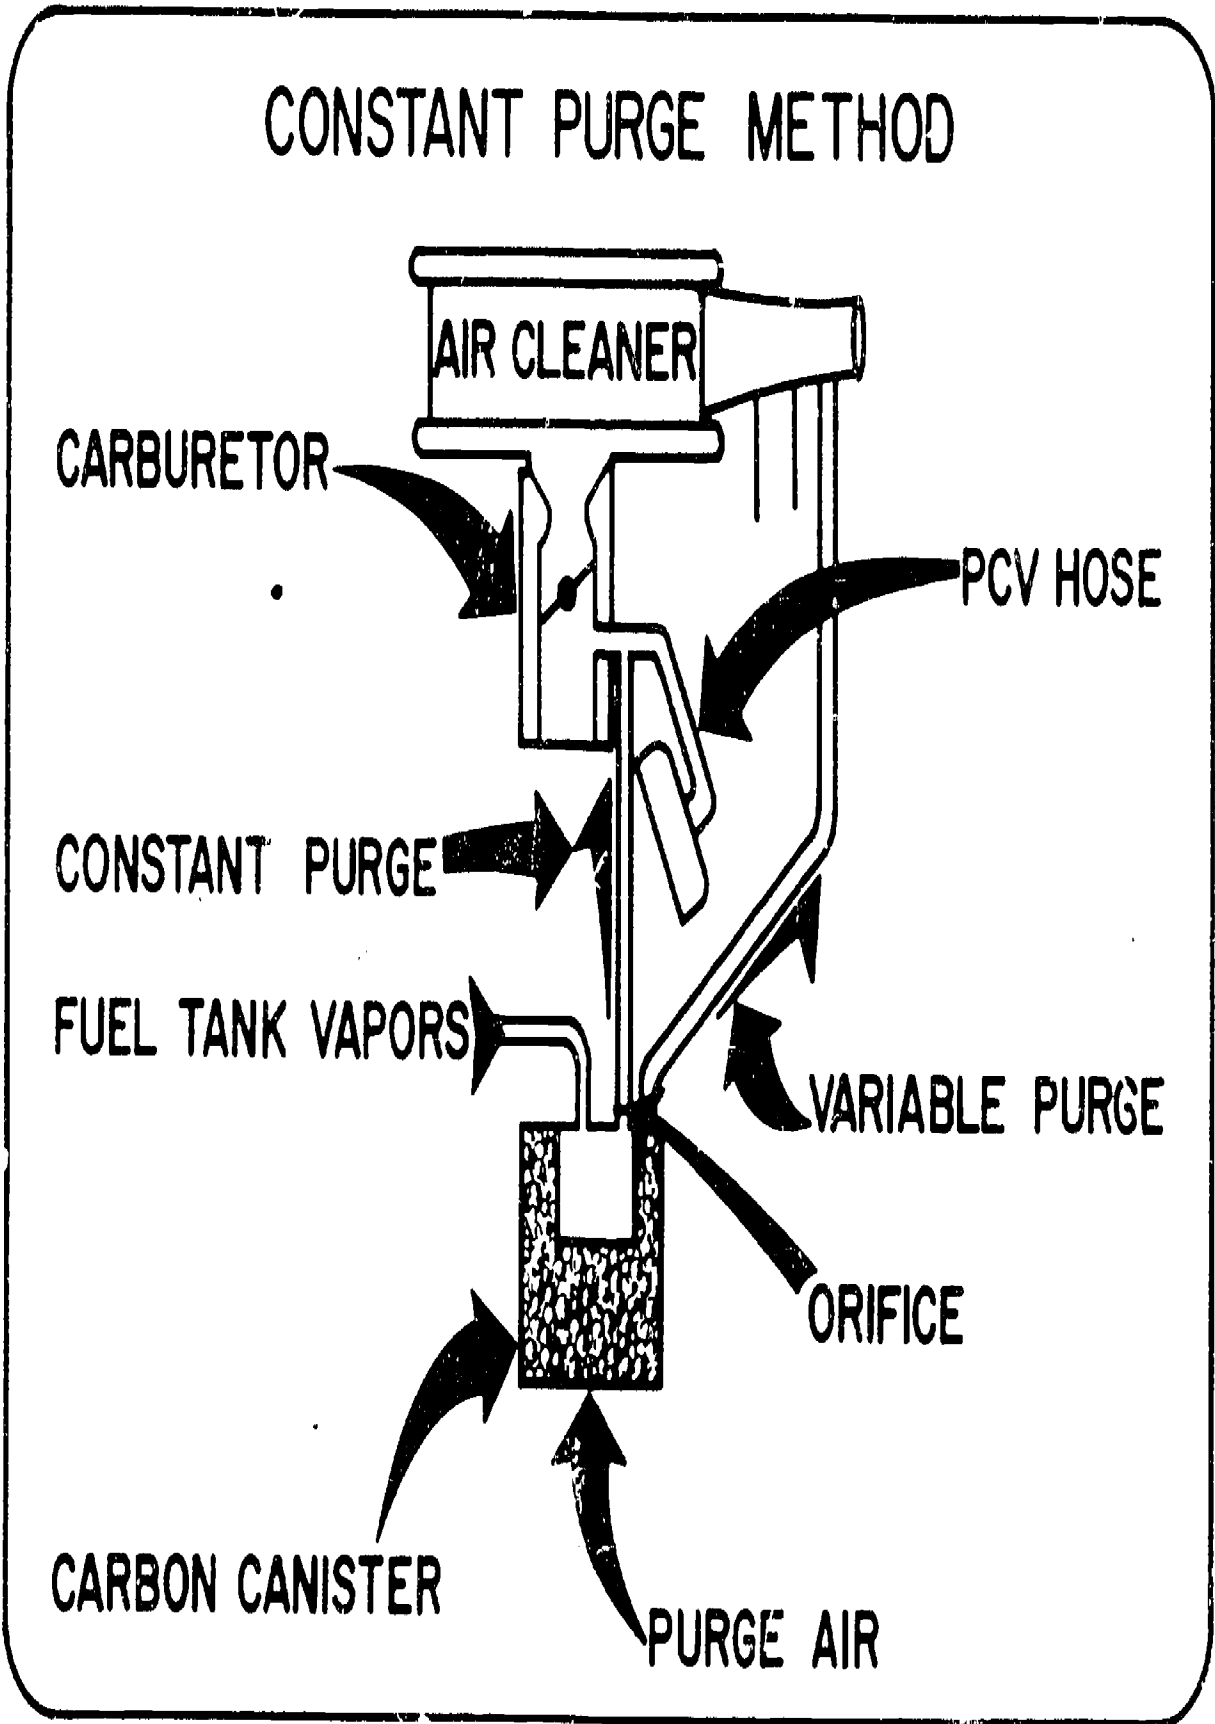 CONSTANT PURGE METHOD
AIR CLEANER
CARBURETOR
PCV HOSE
CONSTANT PURGE
FUEL TANK VAPORS
VARIABLE PURGE
ORIFICE
CARBON CANISTER
PURGE AIR